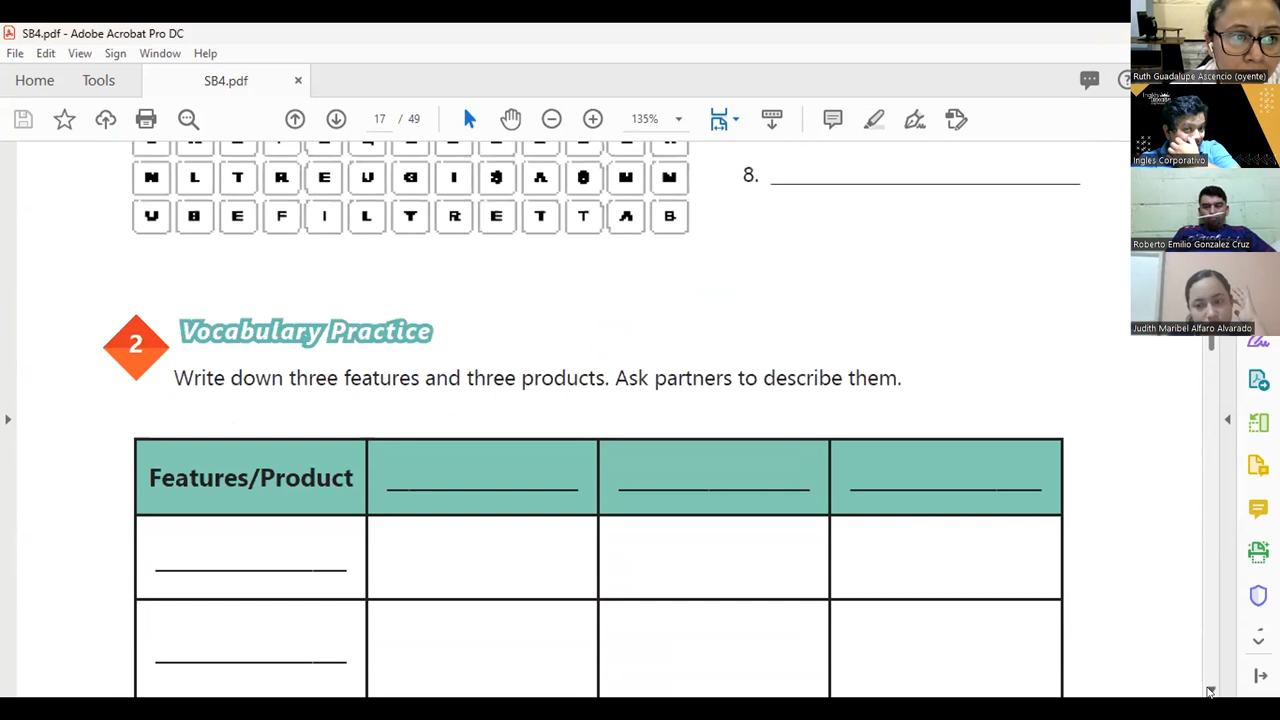 SB4.pdf - Adobe Acrobat Pro DC
File Edit View Window Sign Help
Home Tools SB4.pdf
17 / 49 135%
N L T R E U I A M
V B E F I L Y R E T T A B
8.
2 Vocabulary Practice
Write down three features and three products. Ask partners to describe them.
Features/Product
Ruth Guadalupe Ascencio (oyente)
Ingles Corporativo
Roberto Emilio Gonzalez Cruz
Judith Maribel Alfaro Alvarado